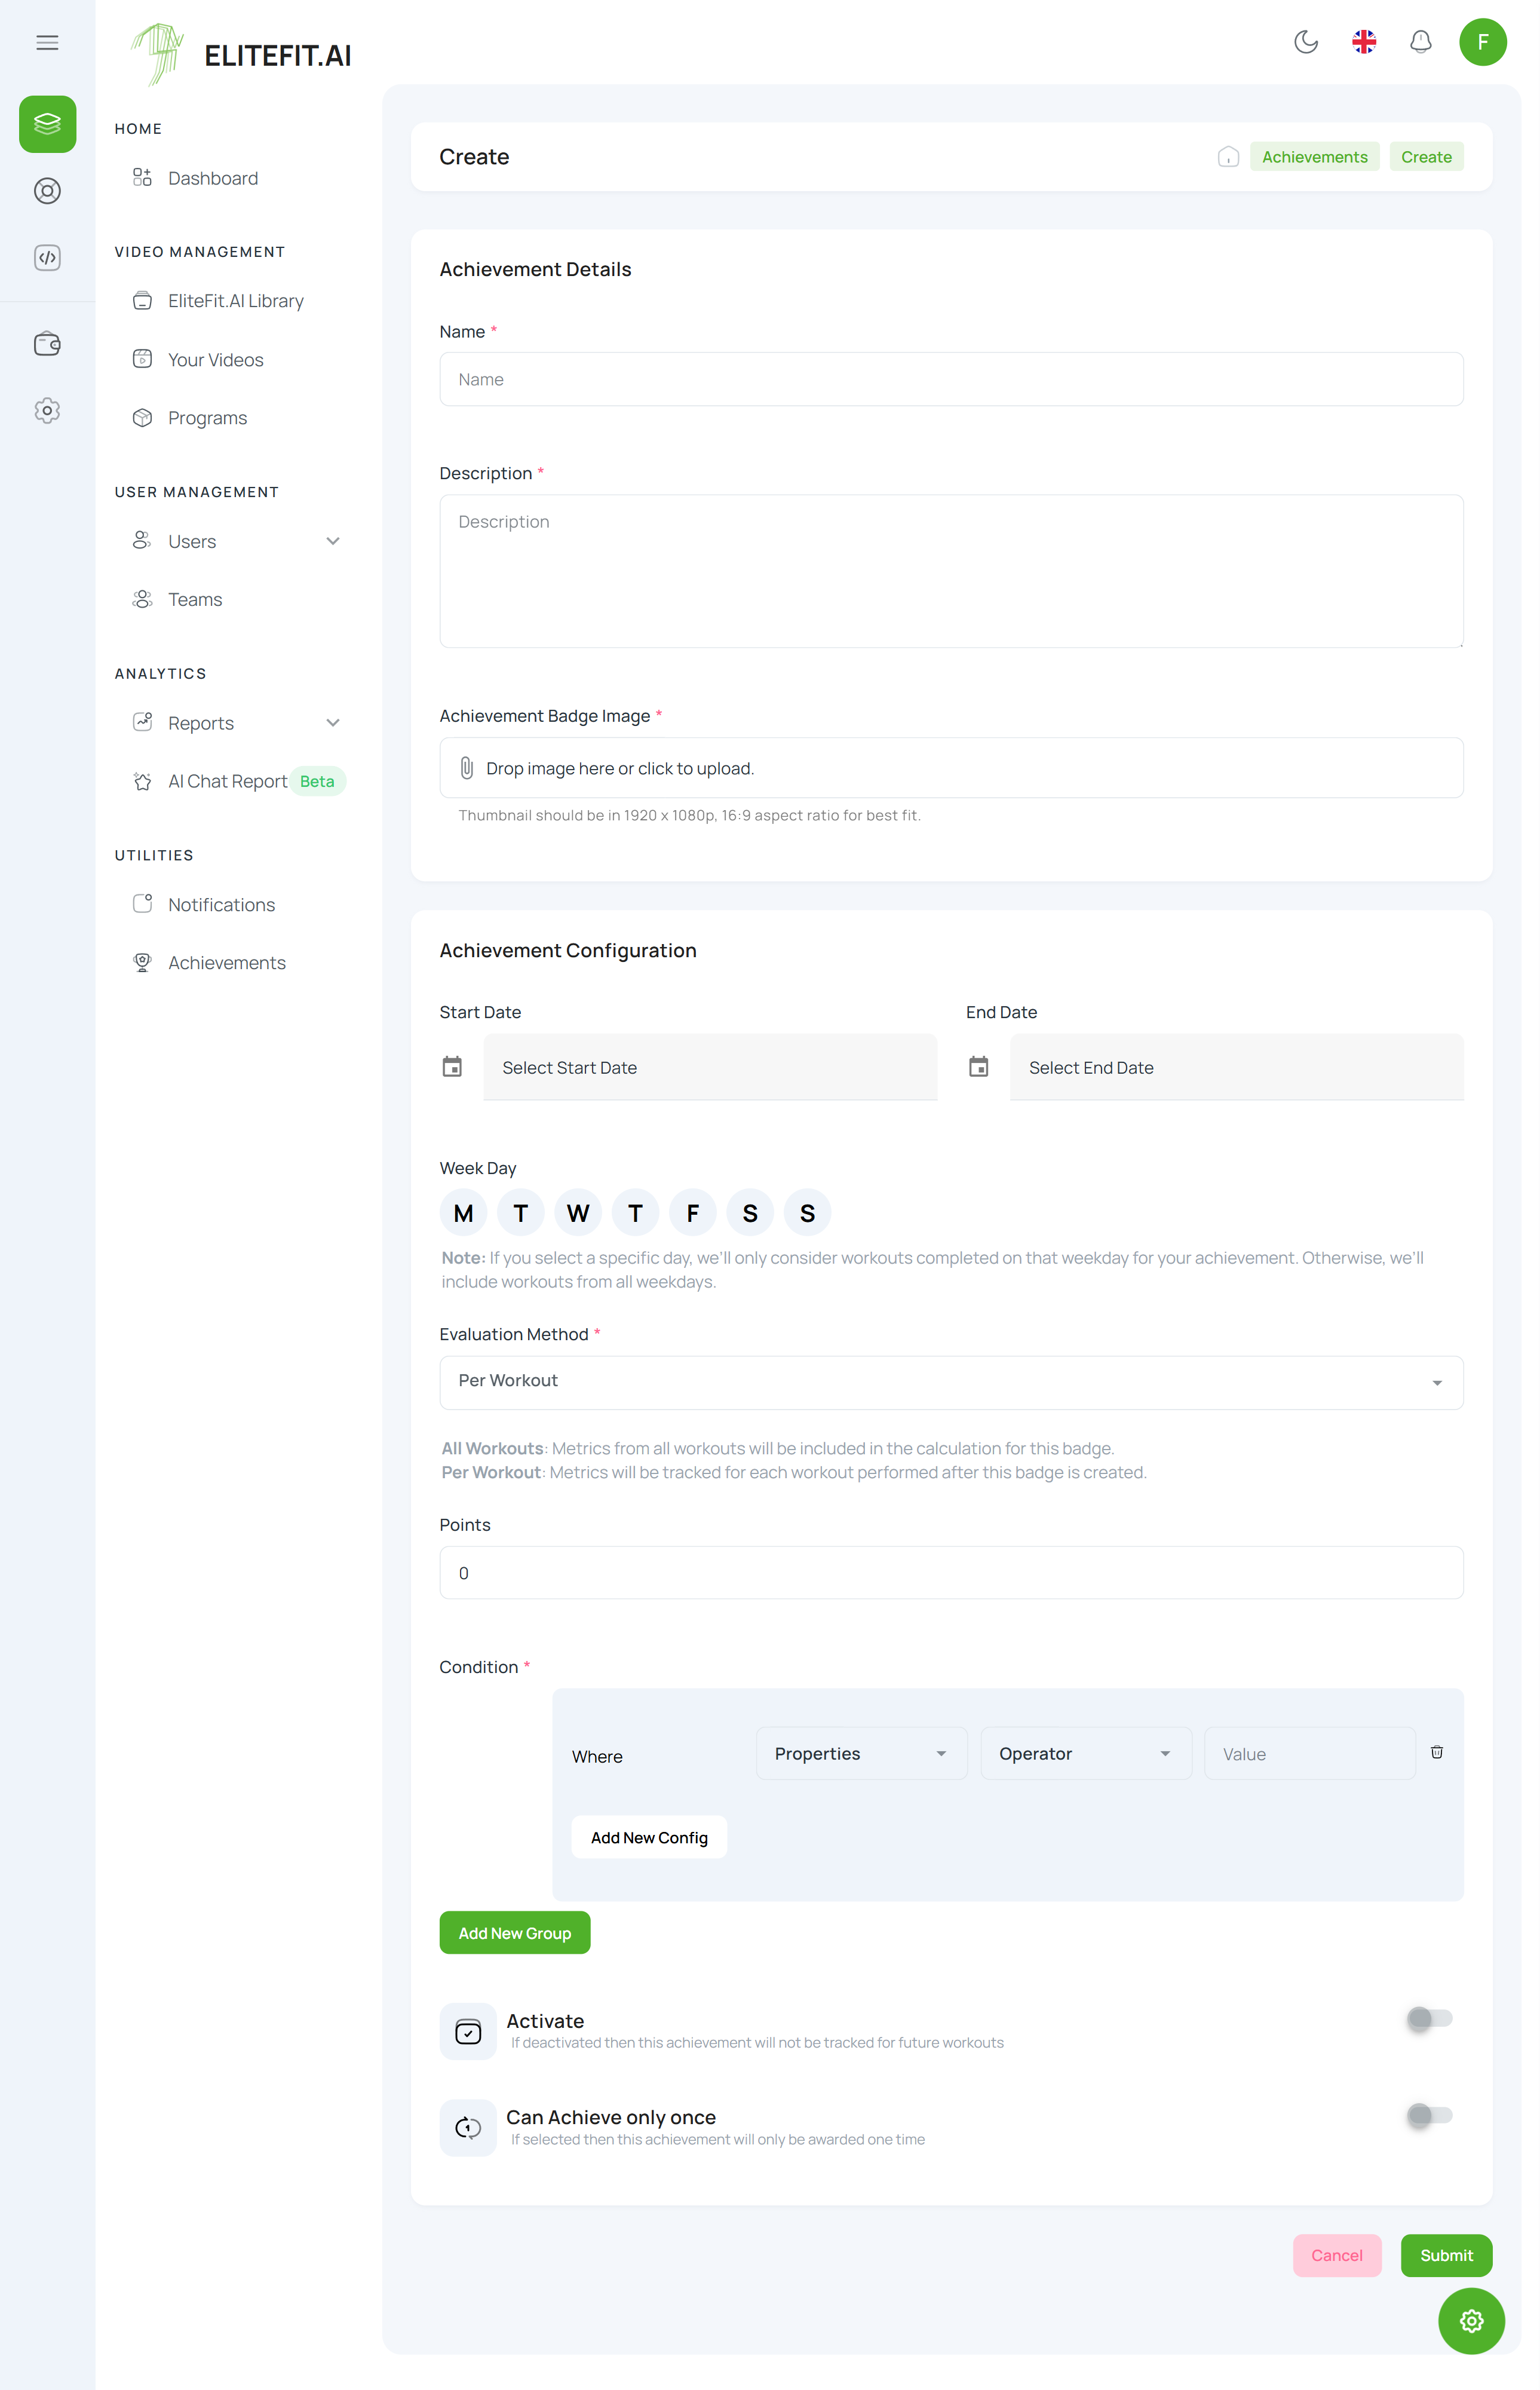 ELITEFIT.AI
F
HOME
Dashboard
VIDEO MANAGEMENT
EliteFit.AI Library
Your Videos
Programs
USER MANAGEMENT
Users
Teams
ANALYTICS
Reports
AI Chat Report Beta
UTILITIES
Notifications
Achievements
Create
Achievements Create
Achievement Details
Name *
Name
Description *
Description
Achievement Badge Image *
Drop image here or click to upload.
Thumbnail should be in 1920 x 1080p, 16:9 aspect ratio for best fit.
Achievement Configuration
Start Date End Date
Select Start Date Select End Date
Week Day
M T W T F S S
Note: If you select a specific day, we'll only consider workouts completed on that weekday for your achievement. Otherwise, we'll
include workouts from all weekdays.
Evaluation Method *
Per Workout
All Workouts: Metrics from all workouts will be included in the calculation for this badge.
Per Workout: Metrics will be tracked for each workout performed after this badge is created.
Points
0
Condition *
Where Properties Operator Value
Add New Config
Add New Group
Activate
If deactivated then this achievement will not be tracked for future workouts
Can Achieve only once
If selected then this achievement will only be awarded one time
Cancel Submit